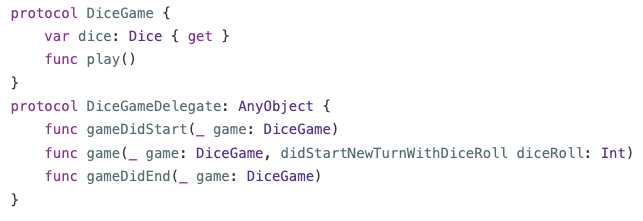 protocol DiceGame {
    var dice: Dice { get }
    func play()
}
protocol DiceGameDelegate: AnyObject {
    func gameDidStart(_ game: DiceGame)
    func game(_ game: DiceGame, didStartNewTurnWithDiceRoll diceRoll: Int)
    func gameDidEnd(_ game: DiceGame)
}